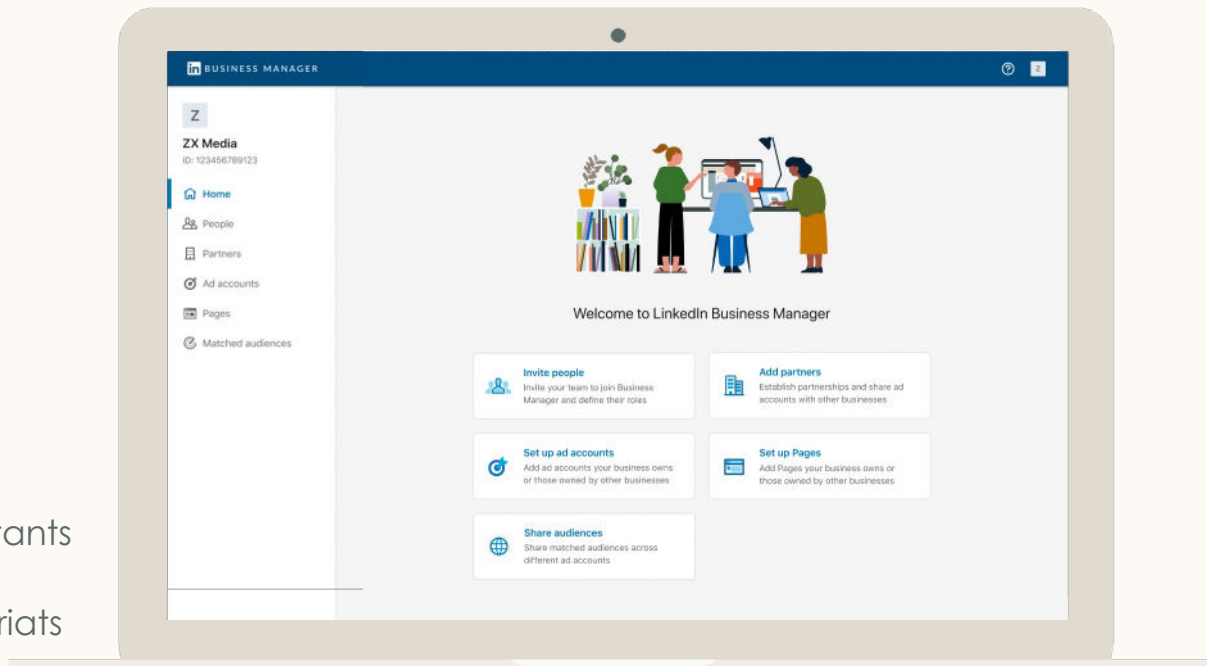 in BUSINESS MANAGER
Z
Z
ZX Media
ID: 123456789123
Home
People
Partners
Ad accounts
Pages
Matched audiences
Welcome to LinkedIn Business Manager
Invite people
Invite your team to join Business
Manager and define their roles
Add partners
Establish partnerships and share ad
accounts with other businesses
Set up ad accounts
Add ad accounts your business owns
or those owned by other businesses
Set up Pages
Add Pages your business owns or
those owned by other businesses
Share audiences
Share matched audiences across
different ad accounts
rants
riats